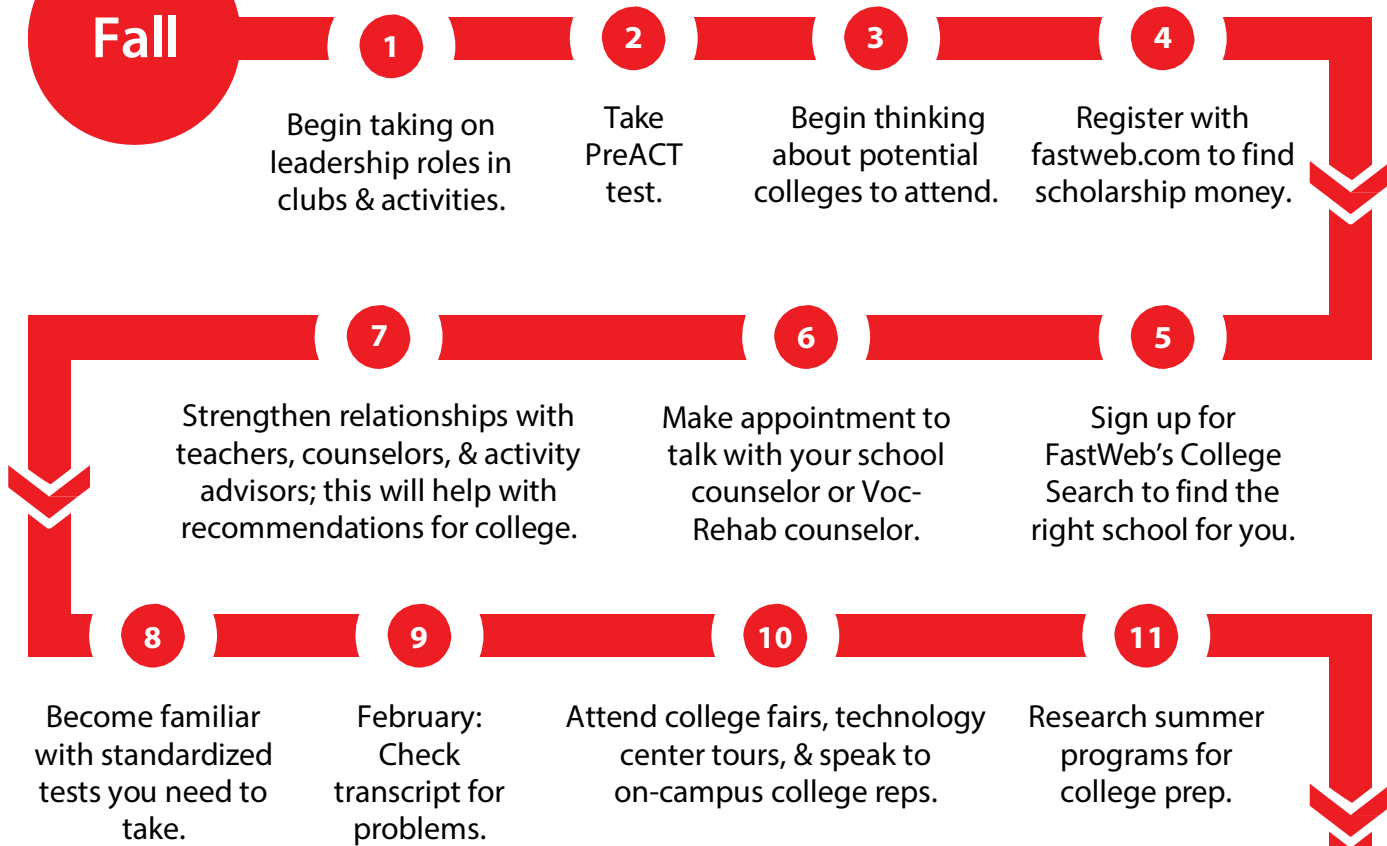 Fall
1
Begin taking on
leadership roles in
clubs & activities.
2
Take
PreACT
test.
3
Begin thinking
about potential
colleges to attend.
4
Register with
fastweb.com to find
scholarship money.
5
Sign up for
FastWeb's College
Search to find the
right school for you.
6
Make appointment to
talk with your school
counselor or Voc-
Rehab counselor.
7
Strengthen relationships with
teachers, counselors, & activity
advisors; this will help with
recommendations for college.
8
Become familiar
with standardized
tests you need to
take.
9
February:
Check
transcript for
problems.
10
Attend college fairs, technology
center tours, & speak to
on-campus college reps.
11
Research summer
programs for
college prep.